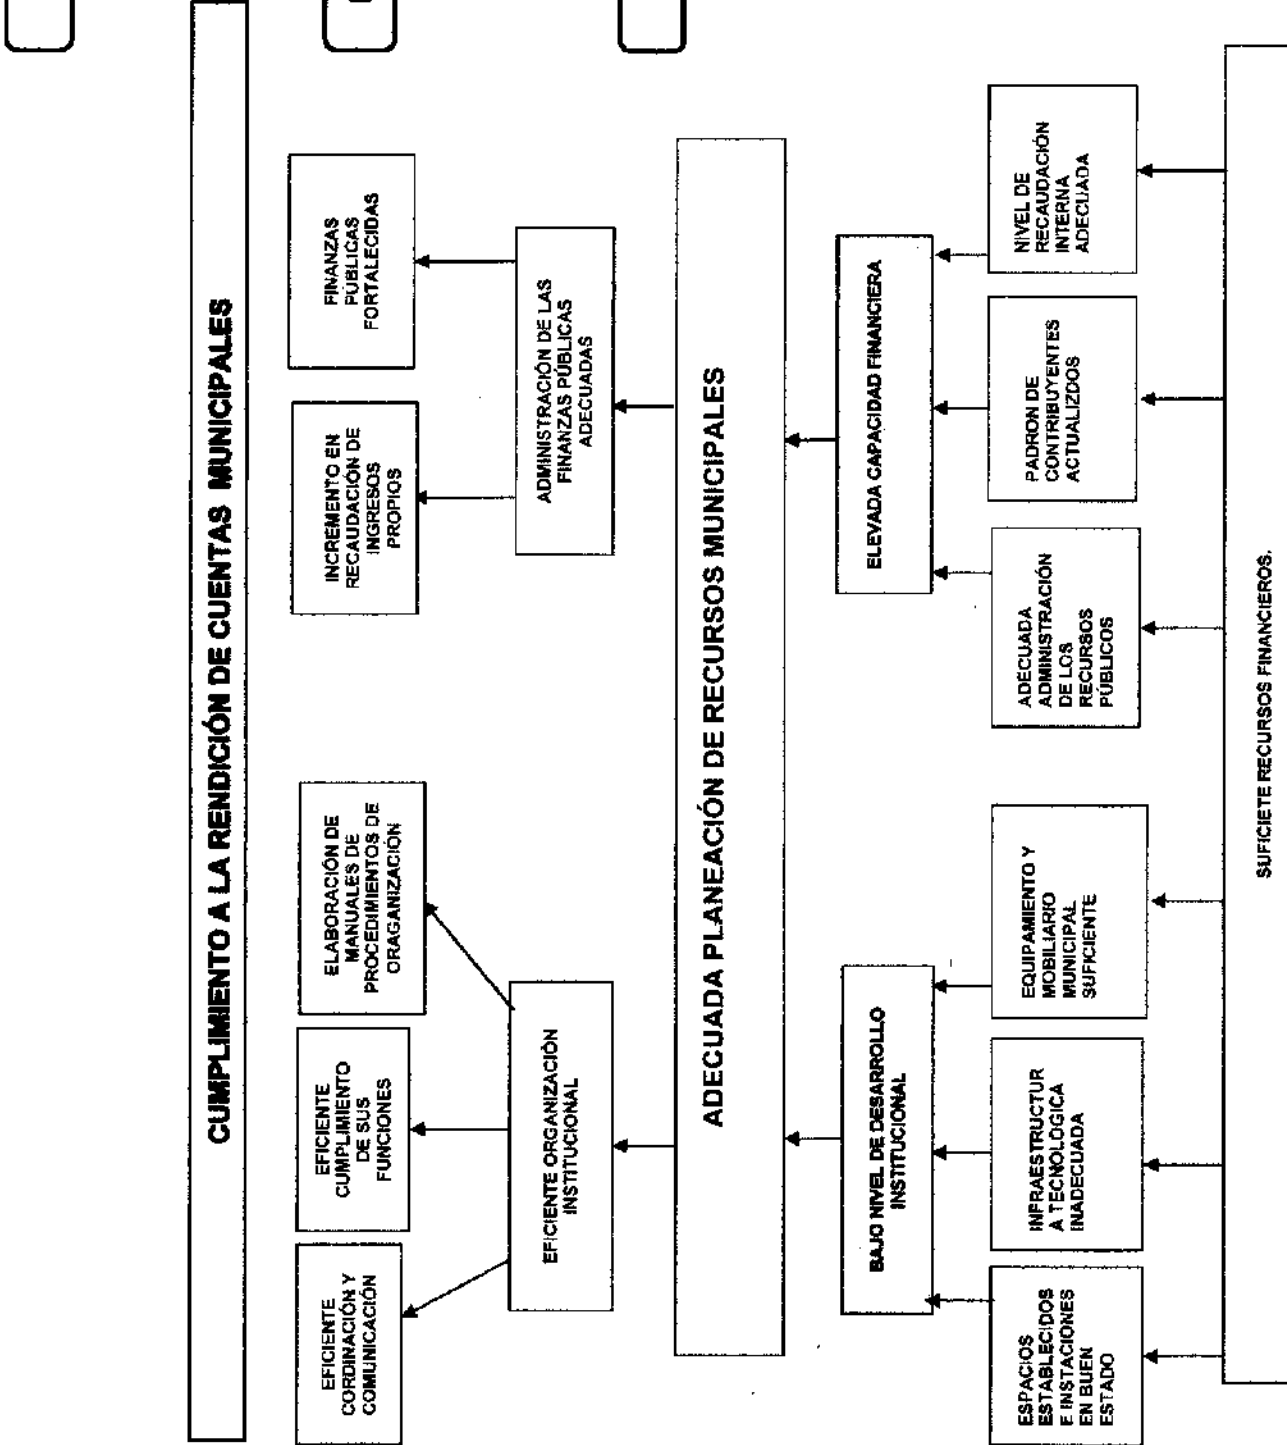 CUMPLIMIENTO A LA RENDICIÓN DE CUENTAS MUNICIPALES
EFICIENTE
CORDINACIÓN Y
COMUNICACIÓN
EFICIENTE
CUMPLIMIENTO
DE SUS
FUNCIONES
ELABORACIÓN DE
MANUALES DE
PROCEDIMIENTOS DE
ORAGANIZACIÓN
INCREMENTO EN
RECAUDACIÓN DE
INGRESOS
PROPIOS
FINANZAS
PÚBLICAS
FORTALECIDAS
EFICIENTE ORGANIZACIÓN
INSTITUCIONAL
ADMINISTRACIÓN DE LAS
FINANZAS PÚBLICAS
ADECUADAS
ADECUADA PLANEACIÓN DE RECURSOS MUNICIPALES
BAJO NIVEL DE DESARROLLO
INSTITUCIONAL
ELEVADA CAPACIDAD FINANCIERA
ESPACIOS
ESTABLECIDOS
E INSTACIONES
EN BUEN
ESTADO
INFRAESTRUCTUR
A TECNOLOGICA
INADECUADA
EQUIPAMIENTO Y
MOBILIARIO
MUNICIPAL
SUFICIENTE
ADECUADA
ADMINISTRACIÓN
DE LOS
RECURSOS
PÚBLICOS
PADRON DE
CONTRIBUYENTES
ACTUALIZDOS
NIVEL DE
RECAUDACIÓN
INTERNA
ADECUADA
SUFICIETE RECURSOS FINANCIEROS.